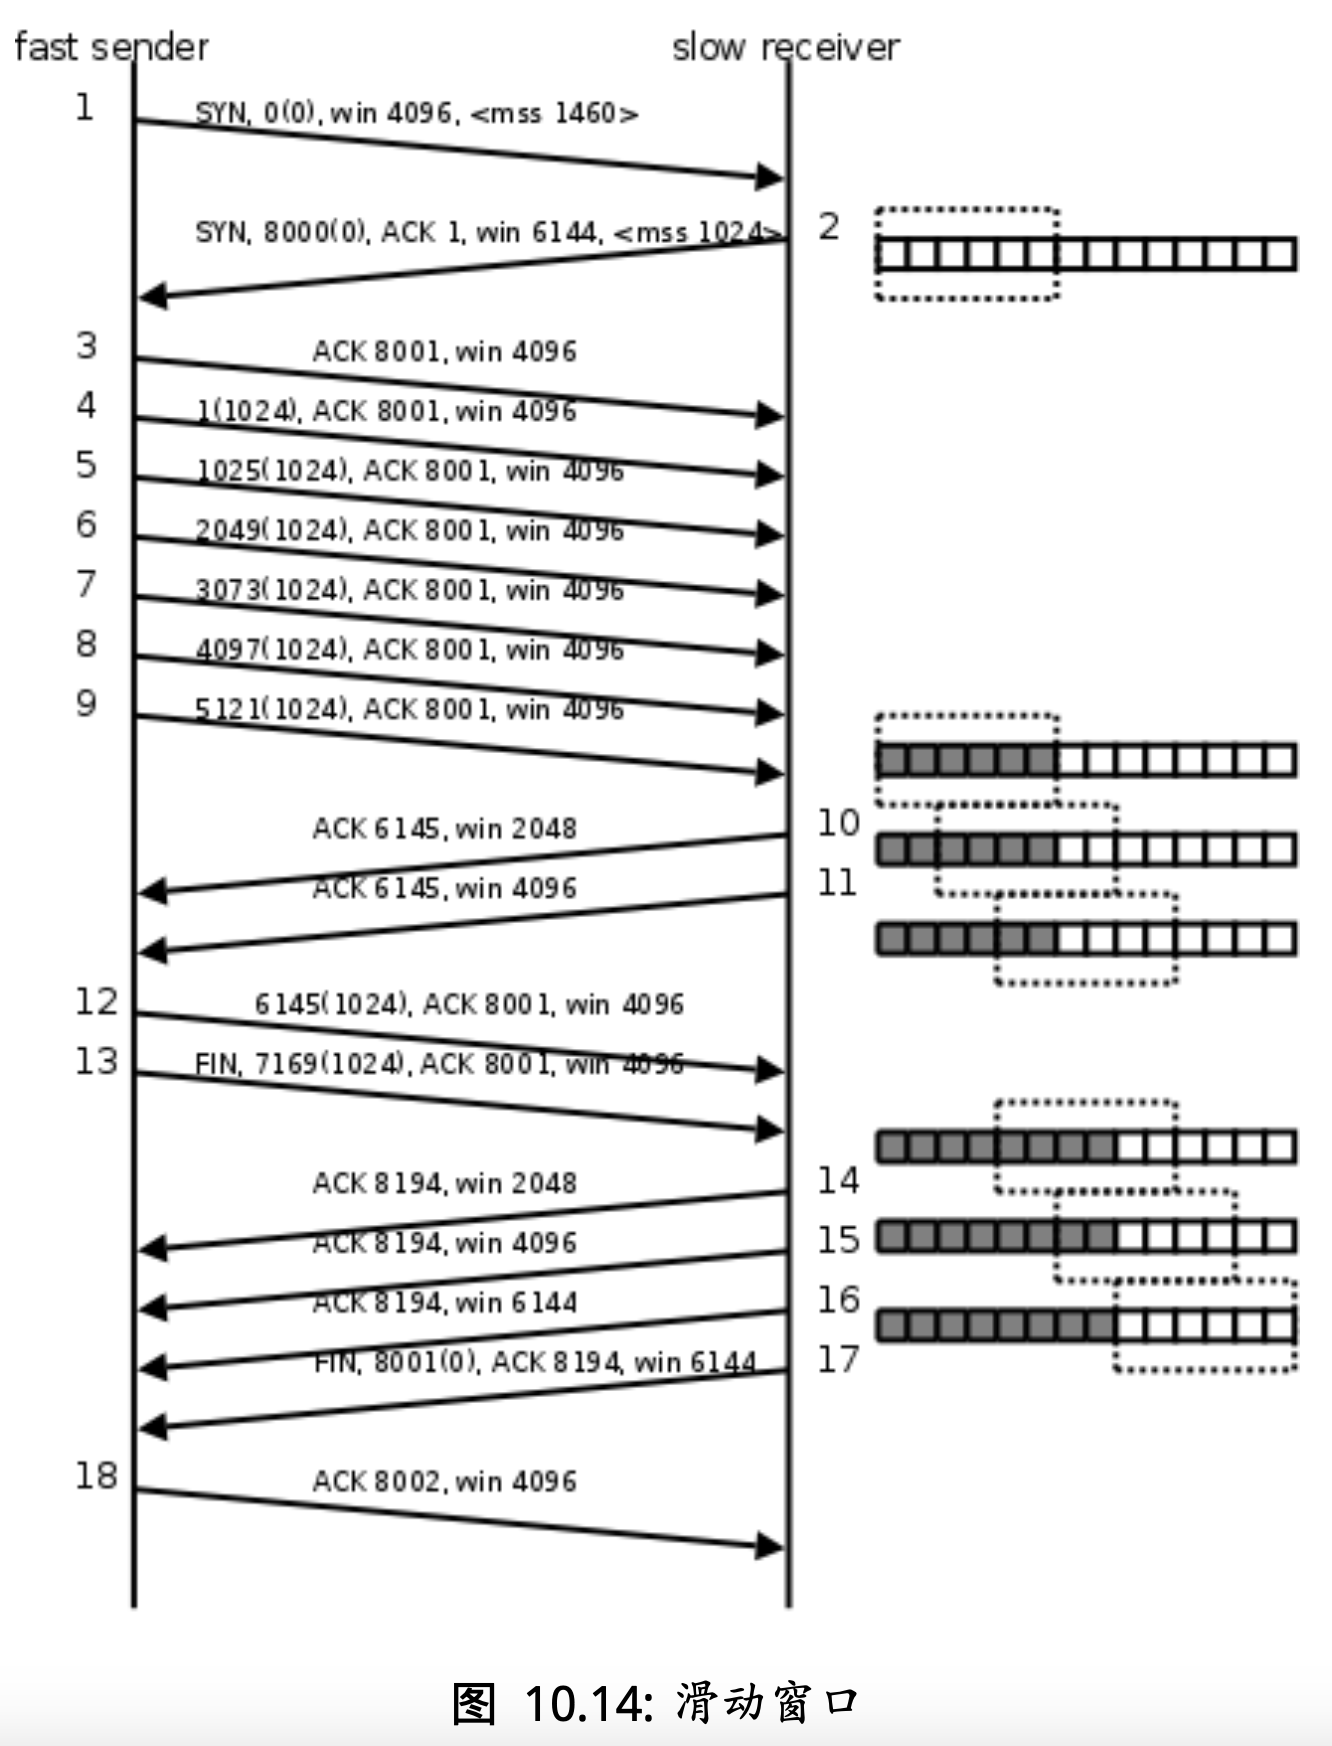 fast sender
slow receiver
1
SYN, 0(0), win 4096, <mss 1460>
SYN, 8000(0), ACK 1, win 6144, <mss 1024>
2
3
ACK 8001, win 4096
4
1(1024), ACK 8001, win 4096
5
1025(1024), ACK 8001, win 4096
6
2049(1024), ACK 8001, win 4096
7
3073(1024), ACK 8001, win 4096
8
4097(1024), ACK 8001, win 4096
9
5121(1024), ACK 8001, win 4096
ACK 6145, win 2048
10
ACK 6145, win 4096
11
12
6145(1024), ACK 8001, win 4096
13
FIN, 7169(1024), ACK 8001, win 4096
ACK 8194, win 2048
14
ACK 8194, win 4096
15
ACK 8194, win 6144
16
FIN, 8001(0), ACK 8194, win 6144
17
18
ACK 8002, win 4096
图 10.14: 滑动窗口